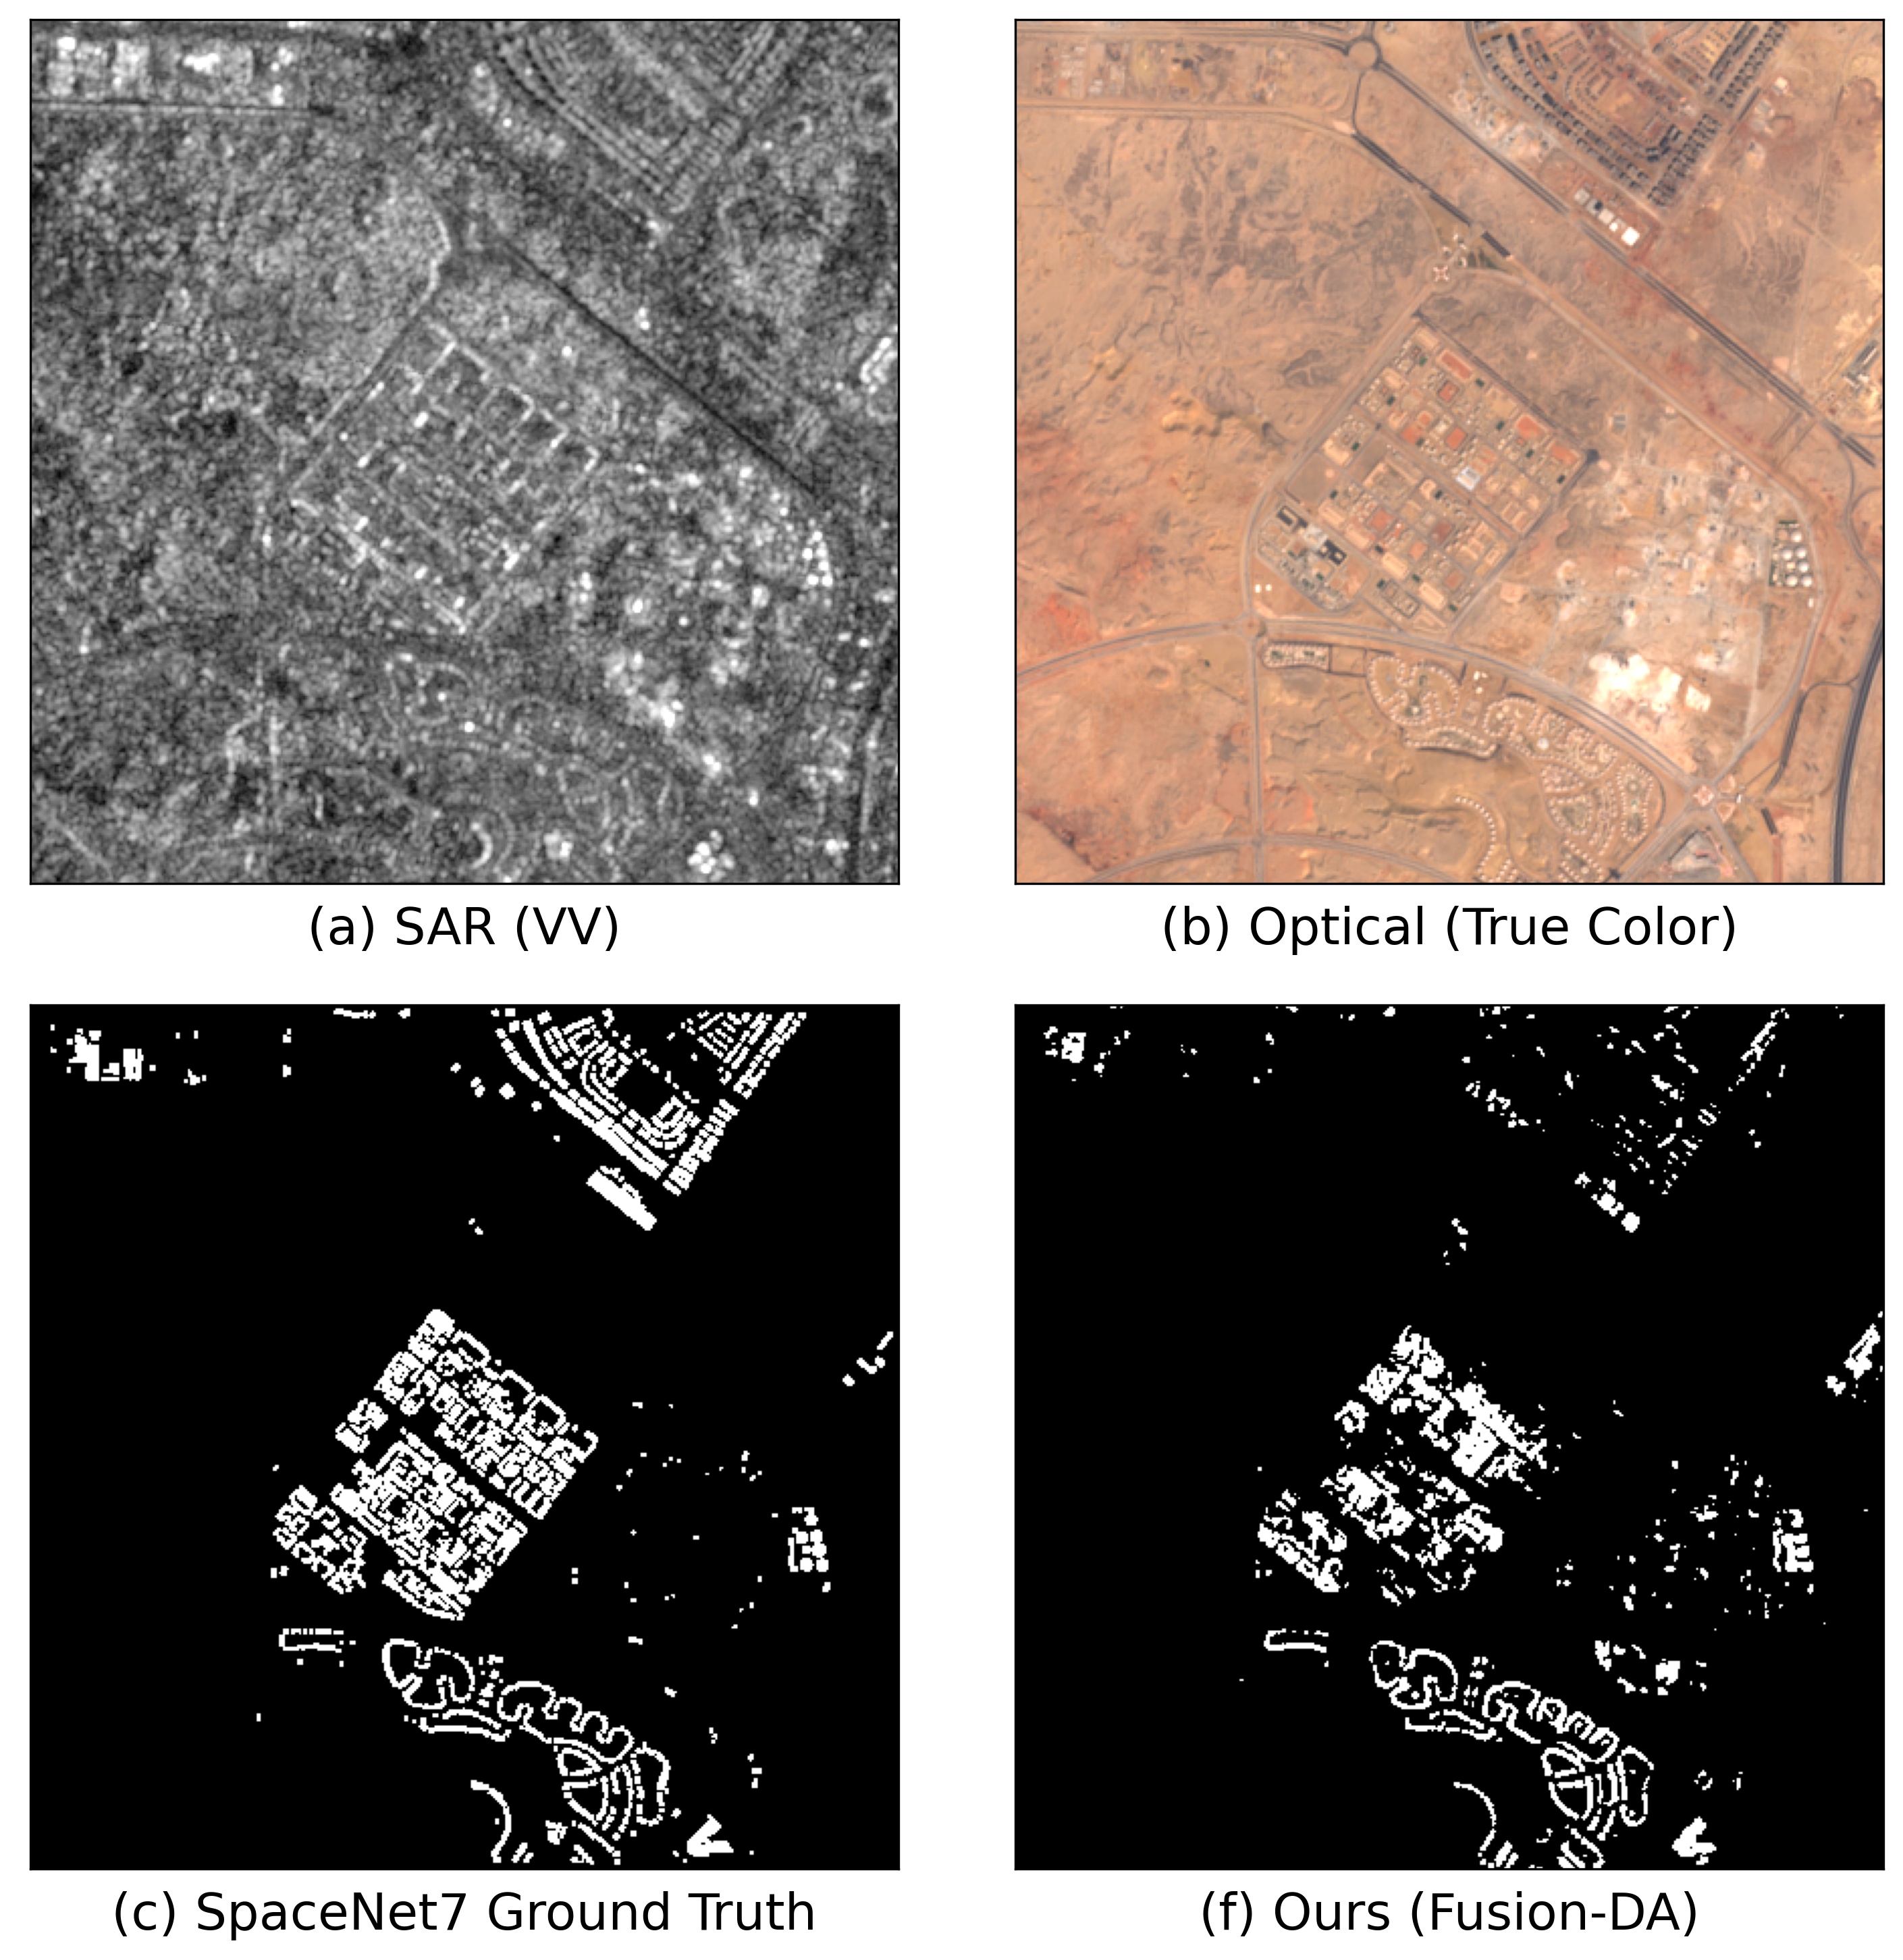 (a) SAR (VV)
(b) Optical (True Color)
(c) SpaceNet7 Ground Truth
(f) Ours (Fusion-DA)